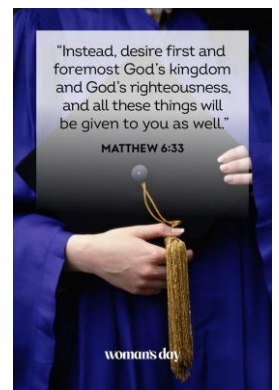 “Instead, desire first and
foremost God’s kingdom
and God’s righteousness,
and all these things will
be given to you as well.”
MATTHEW 6:33
woman's day